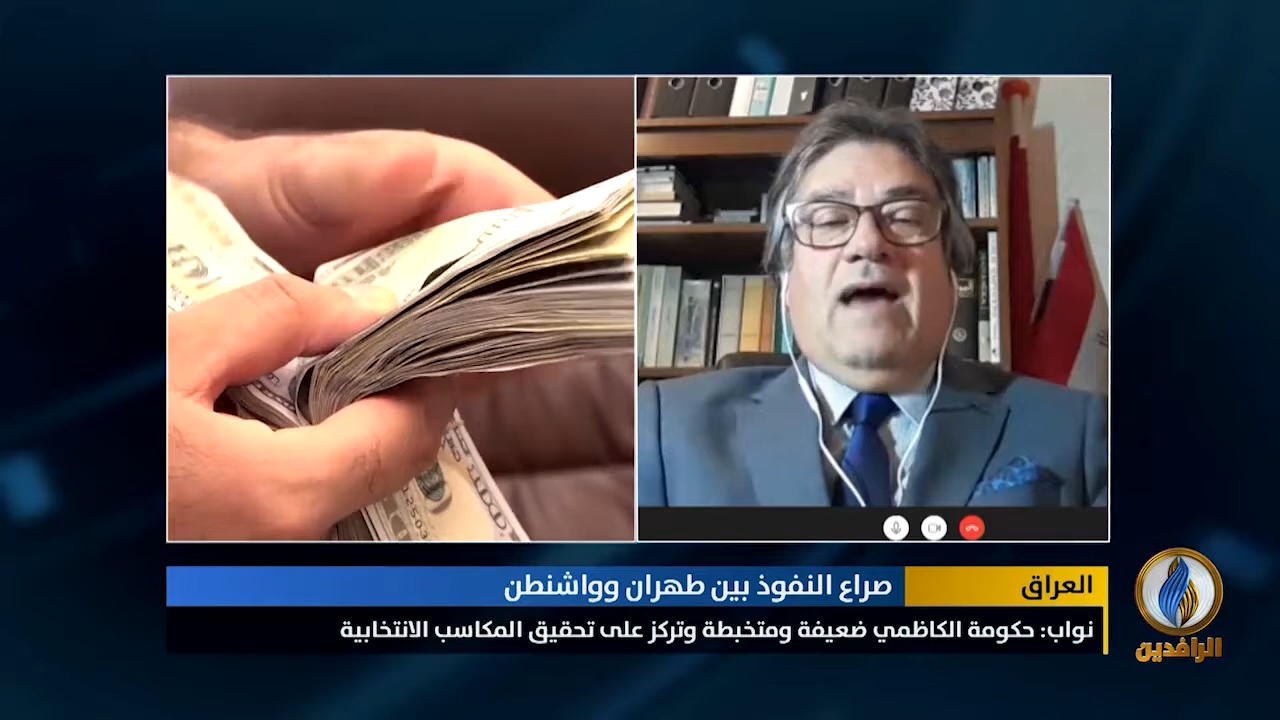 العراق
صراع النفوذ بين طهران وواشنطن
نواب: حكومة الكاظمي ضعيفة ومتخبطة وتركز على تحقيق المكاسب الانتخابية
الرافدين